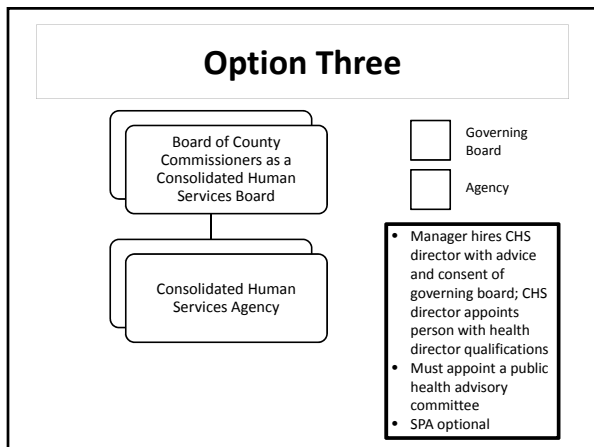 Option Three
Board of County
Commissioners as a
Consolidated Human
Services Board
Consolidated Human
Services Agency
Governing
Board
Agency
• Manager hires CHS
director with advice
and consent of
governing board; CHS
director appoints
person with health
director qualifications
• Must appoint a public
health advisory
committee
• SPA optional